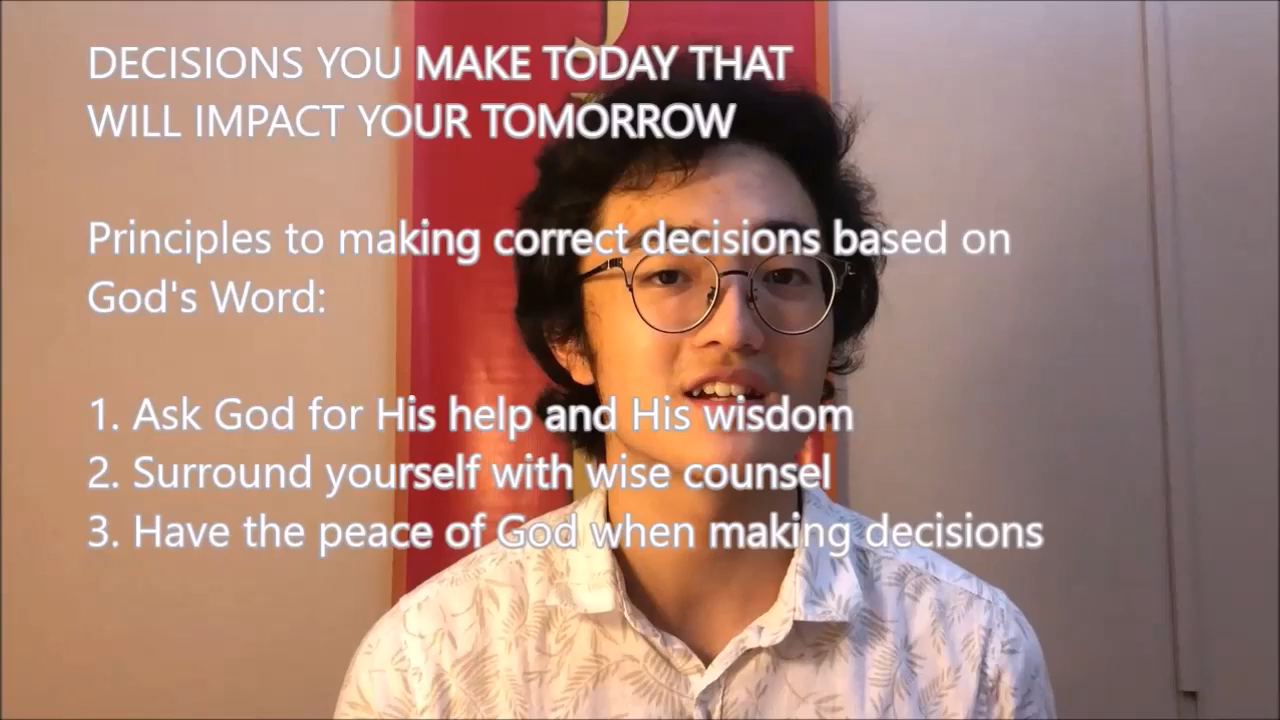 DECISIONS YOU MAKE TODAY THAT
WILL IMPACT YOUR TOMORROW
Principles to making correct decisions based on
God's Word:
1. Ask God for His help and His wisdom
2. Surround yourself with wise counsel
3. Have the peace of God when making decisions